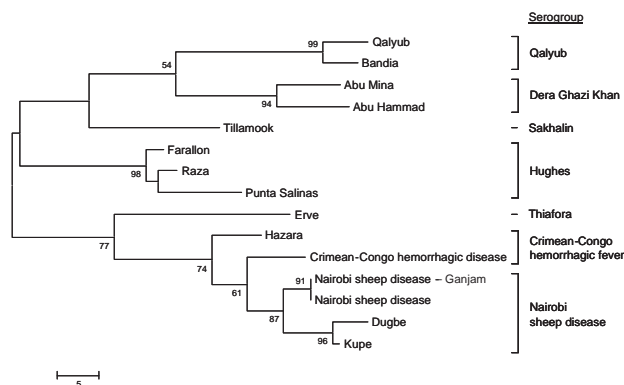 Serogroup
99
Qalyub
Qalyub
54
Bandia
Abu Mina
Dera Ghazi Khan
94
Abu Hammad
Tillamook
Sakhalin
Farallon
98
Raza
Hughes
Punta Salinas
Erve
Thiafora
77
Hazara
Crimean-Congo
hemorrhagic fever
74
Crimean-Congo hemorrhagic disease
61
91
Nairobi sheep disease – Ganjam
Nairobi sheep disease
Nairobi
sheep disease
87
Dugbe
96
Kupe
5